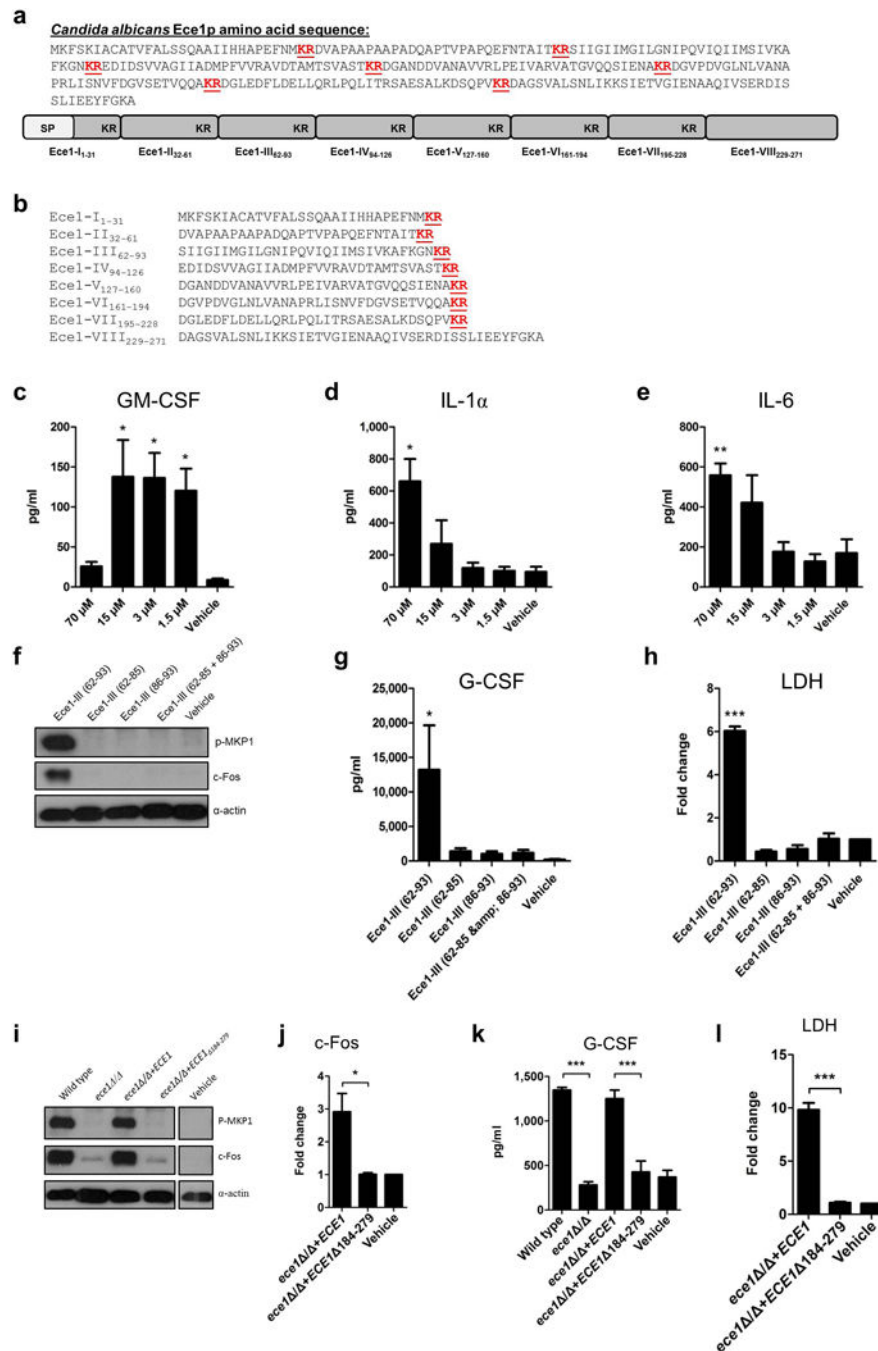 a
Candida albicans Ece1p amino acid sequence:
MKFSKIACATVFALSSQAAIIHHAPEFNMKRDVAPAAPAAPADQAPTVPAPQEFNTAITKRSIIGIIMGILGNIPQVIQIIMSIVKA
FKGNKREDIDSVVAGIIADMPFVVRAVDTAMTSVASTKRDGANDDVANAVVRLPEIVARVATGVQQSIENAKRDGVPDVGLNLVANA
PRLISNVFDGVSETVQQAKRDGLEDFLDELLQRLPQLITRSAESALKDSQPVKRDAGSVALSNLIKKSIETVGIENAAQIVSERDIS
SLIEEYFGKA
SP KR KR KR KR KR KR KR
Ece1-I1-31 Ece1-II32-61 Ece1-III62-93 Ece1-IV94-126 Ece1-V127-160 Ece1-VI161-194 Ece1-VII195-228 Ece1-VIII229-271
b
Ece1-I1-31 MKFSKIACATVFALSSQAAIIHHAPEFNMKR
Ece1-II32-61 DVAPAAPAAPADQAPTVPAPQEFNTAITKR
Ece1-III62-93 SIIGIIMGILGNIPQVIQIIMSIVKAFKGNKR
Ece1-IV94-126 EDIDSVVAGIIADMPFVVRAVDTAMTSVASTKR
Ece1-V127-160 DGANDDVANAVVRLPEIVARVATGVQQSIENAKR
Ece1-VI161-194 DGVPDVGLNLVANAPRLISNVFDGVSETVQQAKR
Ece1-VII195-228 DGLEDFLDELLQRLPQLITRSAESALKDSQPVKR
Ece1-VIII229-271 DAGSVALSNLIKKSIETVGIENAAQIVSERDISSLIEEYFGKA
c
GM-CSF
pg/ml
200
150
100
50
0
* * *
70 µM 15 µM 3 µM 1.5 µM Vehicle
d
IL-1α
pg/ml
1,000
800
600
400
200
0
*
70 µM 15 µM 3 µM 1.5 µM Vehicle
e
IL-6
pg/ml
800
600
400
200
0
**
70 µM 15 µM 3 µM 1.5 µM Vehicle
f
Ece1-III (62-93) Ece1-III (62-85) Ece1-III (86-93) Ece1-III (62-85 + 86-93) Vehicle
p-MKP1
c-Fos
α-actin
g
G-CSF
pg/ml
25,000
20,000
15,000
10,000
5,000
0
*
Ece1-III (62-93) Ece1-III (62-85) Ece1-III (86-93) Ece1-III (62-85 &amp; 86-93) Vehicle
h
LDH
Fold change
8
6
4
2
0
***
Ece1-III (62-93) Ece1-III (62-85) Ece1-III (86-93) Ece1-III (62-85 + 86-93) Vehicle
i
Wild type ece1Δ/Δ ece1Δ/Δ+ECE1 ece1Δ/Δ+ECE1Δ184-279 Vehicle
P-MKP1
c-Fos
α-actin
j
c-Fos
Fold change
4
3
2
1
0
*
ece1Δ/Δ+ECE1 ece1Δ/Δ+ECE1Δ184-279 Vehicle
k
G-CSF
pg/ml
1,500
1,000
500
0
*** ***
Wild type ece1Δ/Δ ece1Δ/Δ+ECE1 ece1Δ/Δ+ECE1Δ184-279 Vehicle
l
LDH
Fold change
15
10
5
0
***
ece1Δ/Δ+ECE1 ece1Δ/Δ+ECE1Δ184-279 Vehicle